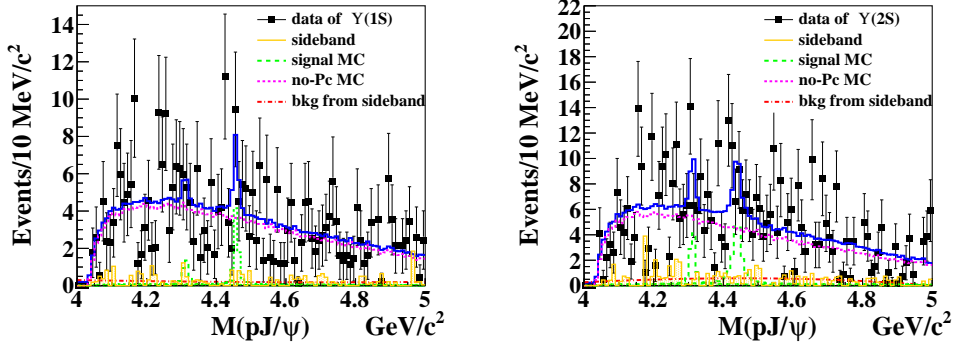 Events/10 MeV/c²
14
12
10
8
6
4
2
0
4
4.2
4.4
4.6
4.8
5
M(pJ/ψ)
GeV/c²
data of ϒ(1S)
sideband
signal MC
no-Pc MC
bkg from sideband
Events/10 MeV/c²
22
20
18
16
14
12
10
8
6
4
2
0
4
4.2
4.4
4.6
4.8
5
M(pJ/ψ)
GeV/c²
data of ϒ(2S)
sideband
signal MC
no-Pc MC
bkg from sideband